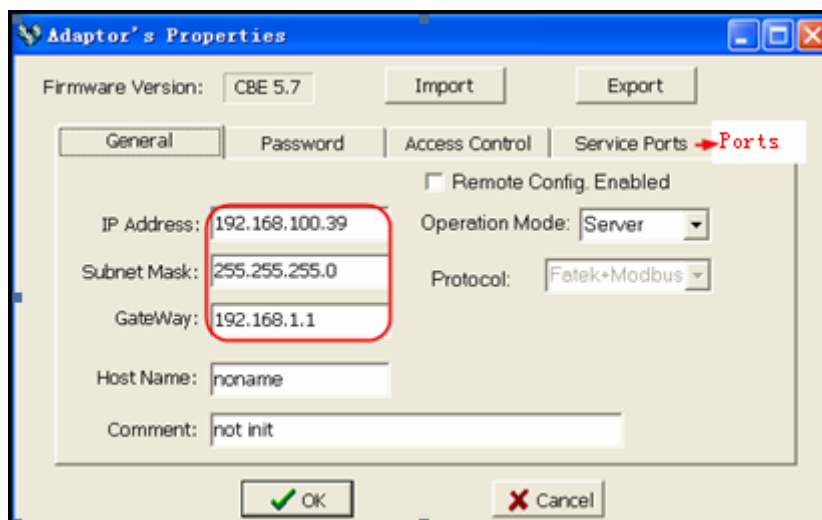 Adaptor's Properties
Firmware Version: CBE 5.7 Import Export
General Password Access Control Service Ports Ports
Remote Config. Enabled
IP Address: 192.168.100.39 Operation Mode: Server
Subnet Mask: 255.255.255.0 Protocol: Fatek+Modbus
GateWay: 192.168.1.1
Host Name: noname
Comment: not init
OK Cancel